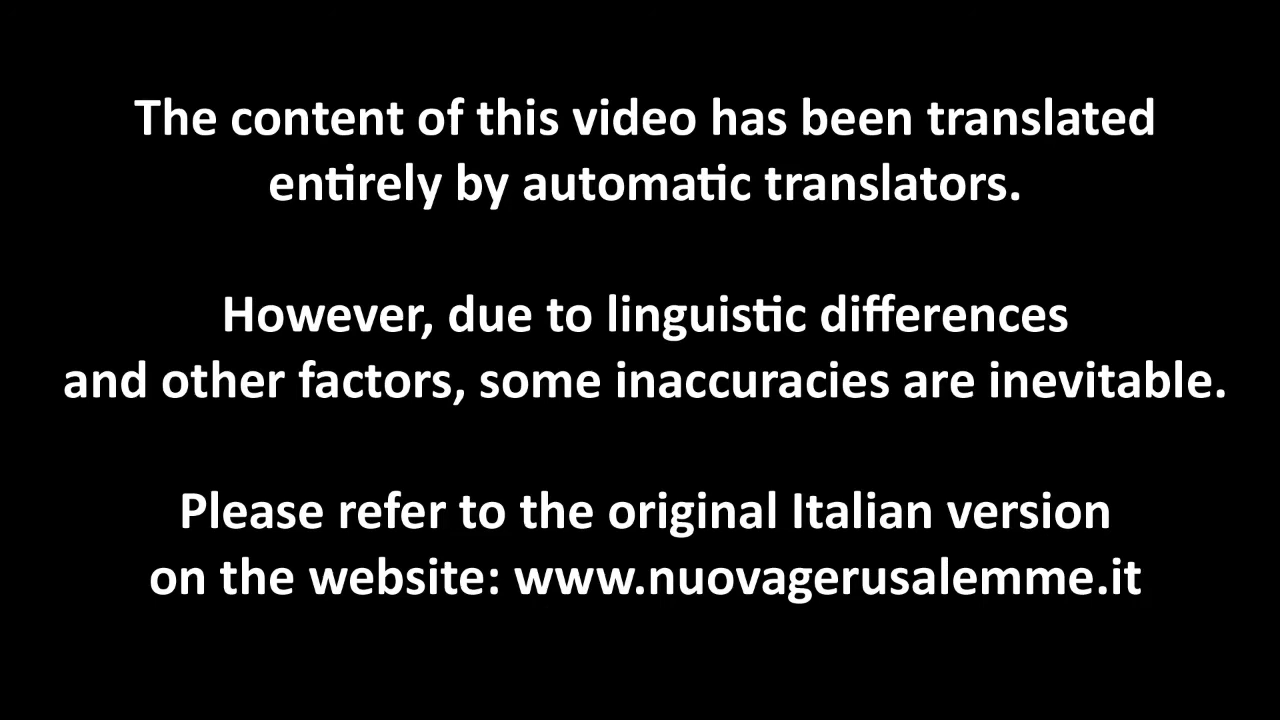 The content of this video has been translated
entirely by automatic translators.
However, due to linguistic differences
and other factors, some inaccuracies are inevitable.
Please refer to the original Italian version
on the website: www.nuovagerusalemme.it